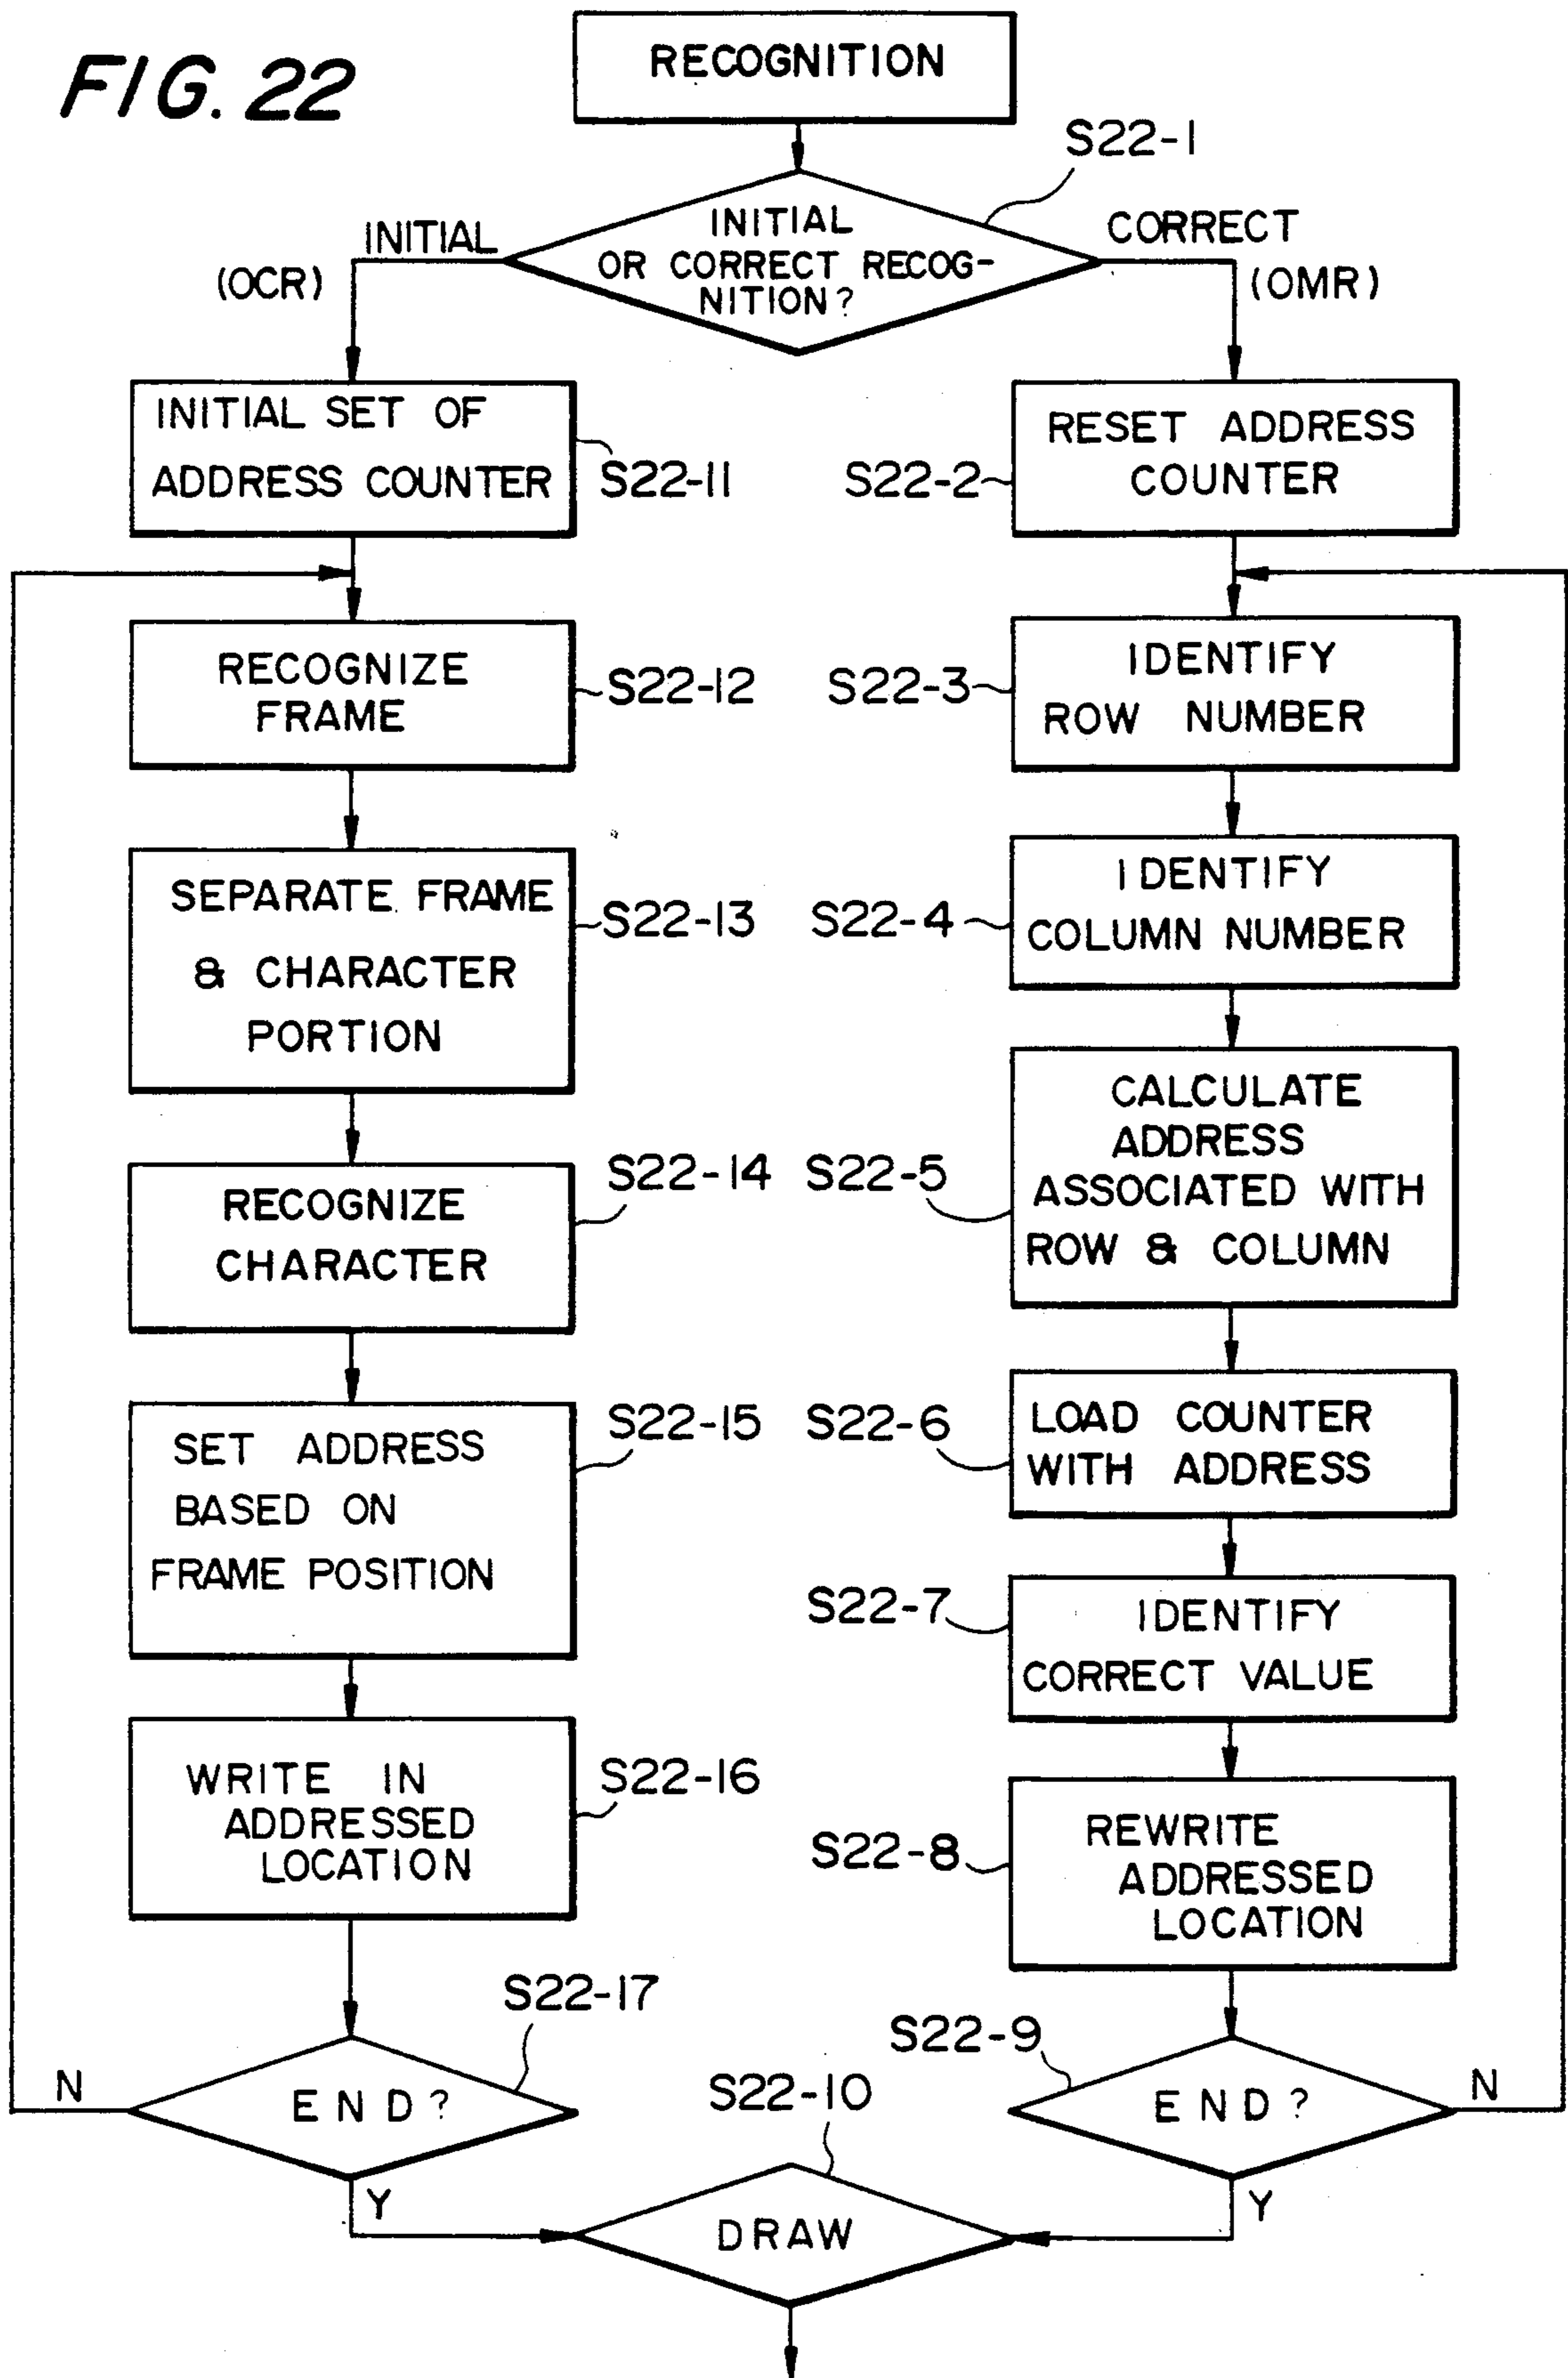 FIG. 22
RECOGNITION
S22-1
INITIAL
OR CORRECT RECOG-
NITION?
INITIAL
(OCR)
CORRECT
(OMR)
INITIAL SET OF
ADDRESS COUNTER
S22-11
RECOGNIZE
FRAME
S22-12
SEPARATE FRAME
& CHARACTER
PORTION
S22-13
RECOGNIZE
CHARACTER
S22-14
SET ADDRESS
BASED ON
FRAME POSITION
S22-15
WRITE IN
ADDRESSED
LOCATION
S22-16
S22-17
END?
N
Y
RESET ADDRESS
COUNTER
S22-2
IDENTIFY
ROW NUMBER
S22-3
IDENTIFY
COLUMN NUMBER
S22-4
CALCULATE
ADDRESS
ASSOCIATED WITH
ROW & COLUMN
S22-5
LOAD COUNTER
WITH ADDRESS
S22-6
IDENTIFY
CORRECT VALUE
S22-7
REWRITE
ADDRESSED
LOCATION
S22-8
S22-9
END?
N
Y
S22-10
DRAW